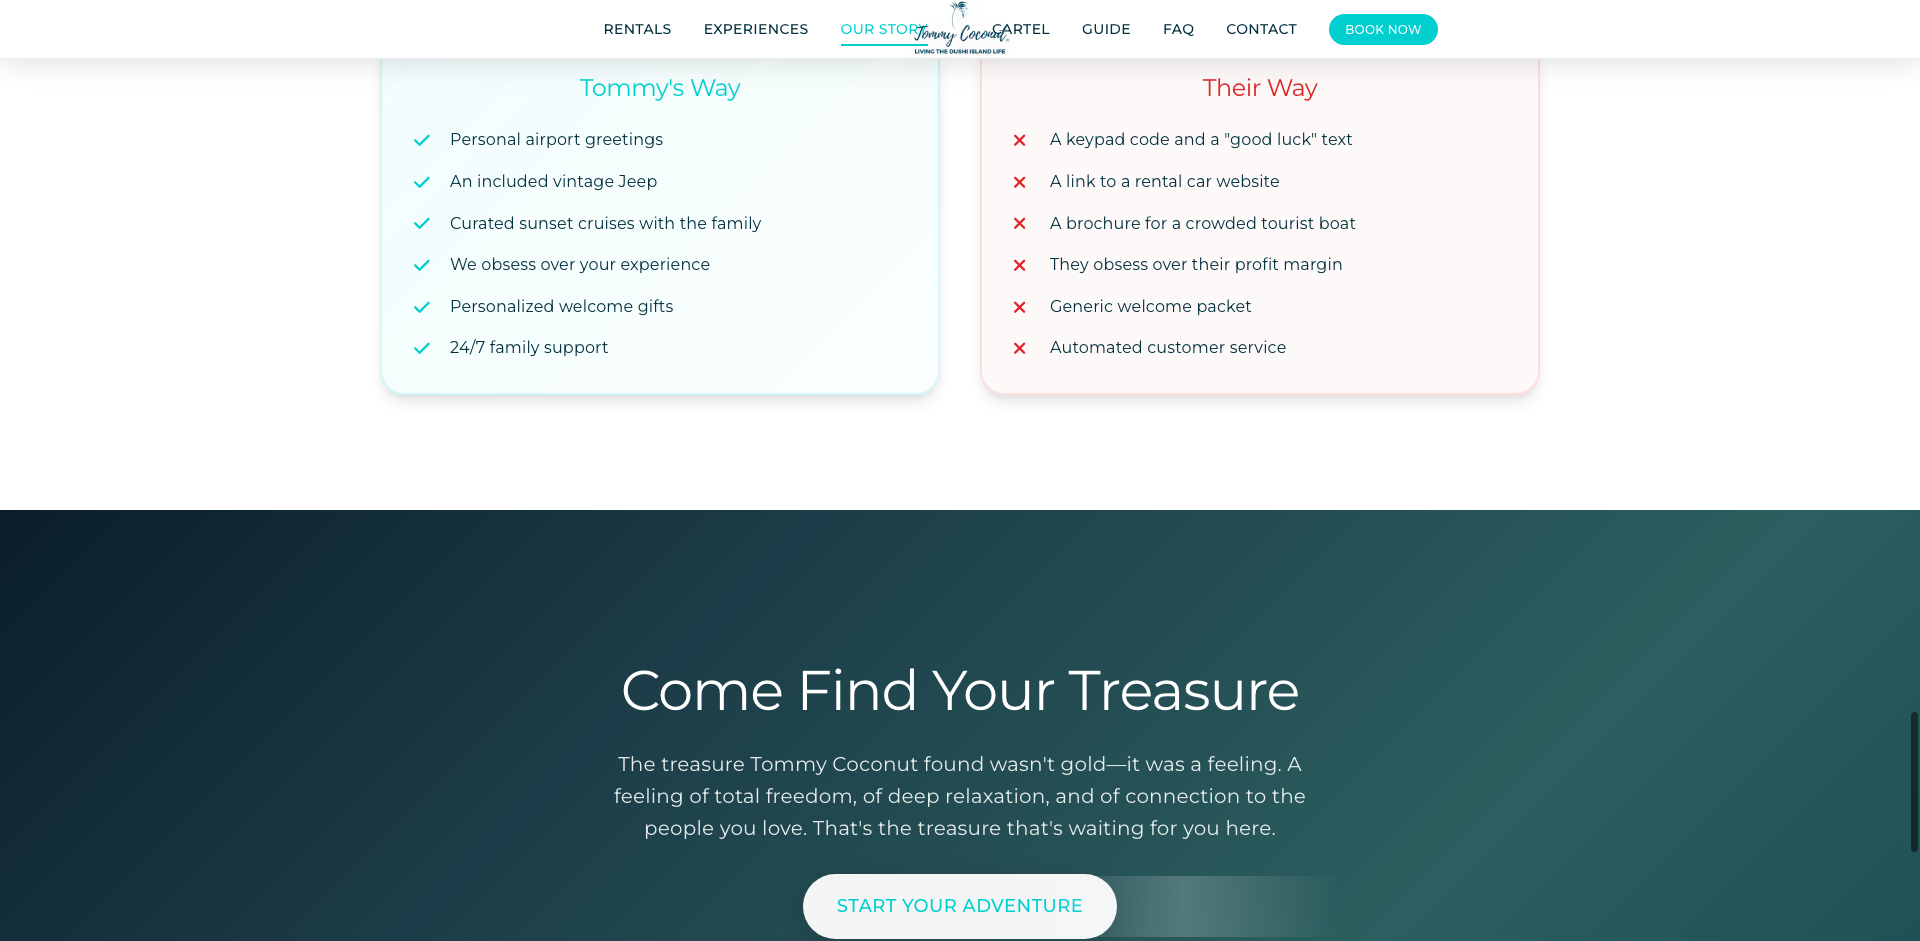 RENTALS EXPERIENCES OUR STORY Tommy Coconut CARTEL GUIDE FAQ CONTACT BOOK NOW
LIVING THE DUSHI ISLAND LIFE
Tommy's Way
Personal airport greetings
An included vintage Jeep
Curated sunset cruises with the family
We obsess over your experience
Personalized welcome gifts
24/7 family support
Their Way
A keypad code and a "good luck" text
A link to a rental car website
A brochure for a crowded tourist boat
They obsess over their profit margin
Generic welcome packet
Automated customer service
Come Find Your Treasure
The treasure Tommy Coconut found wasn't gold—it was a feeling. A
feeling of total freedom, of deep relaxation, and of connection to the
people you love. That's the treasure that's waiting for you here.
START YOUR ADVENTURE